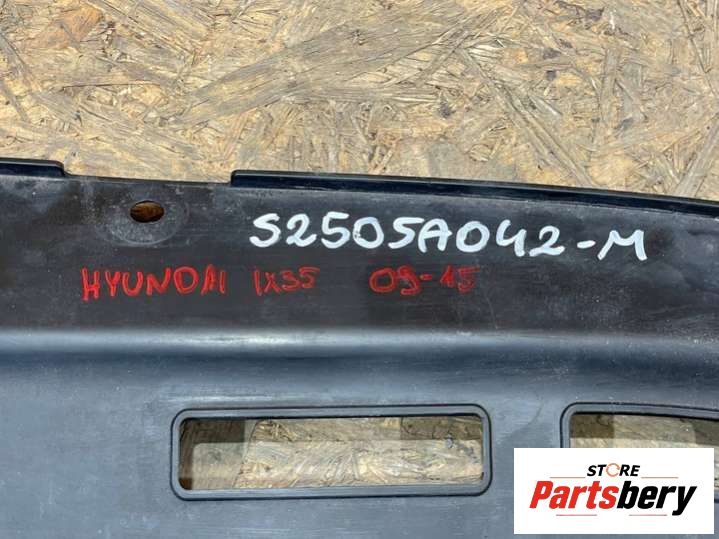 S2505A042-M
HYUNDAI IX35 09-15
STORE
Partsbery